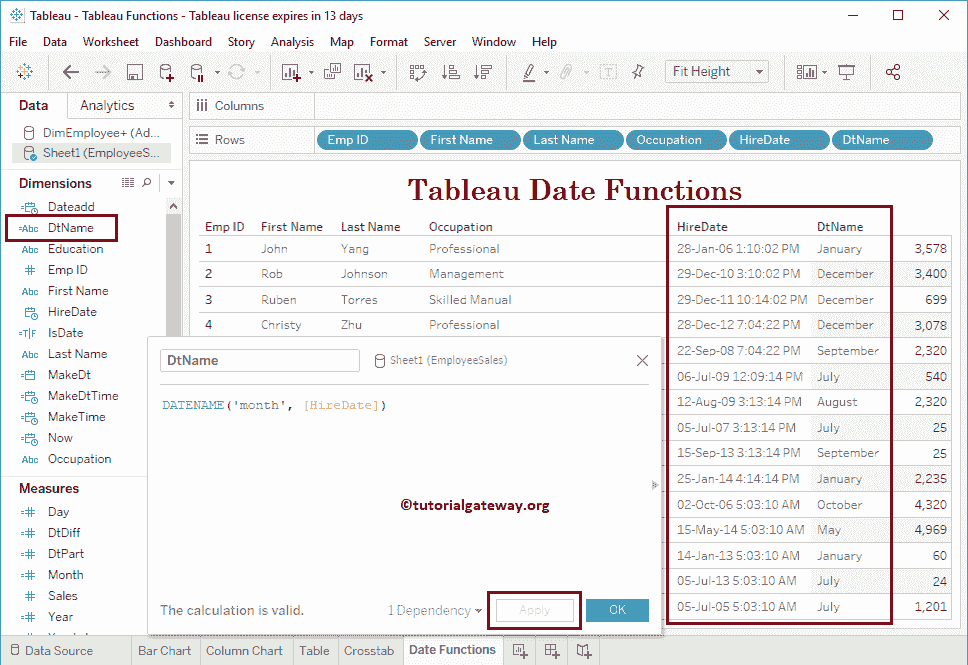 Tableau - Tableau Functions - Tableau license expires in 13 days
File Data Worksheet Dashboard Story Analysis Map Format Server Window Help
Fit Height
Data Analytics
Columns
DimEmployee+ (Ad...
Sheet1 (EmployeeS...
Rows Emp ID First Name Last Name Occupation HireDate DtName
Dimensions
Dateadd
Abc DtName
Abc Education
# Emp ID
Abc First Name
HireDate
T|F IsDate
Abc Last Name
MakeDt
MakeDtTime
MakeTime
Now
Abc Occupation
Measures
# Day
# DtDiff
# DtPart
# Month
# Sales
# Year
Tableau Date Functions
Emp ID First Name Last Name Occupation HireDate DtName
1 John Yang Professional 28-Jan-06 1:10:02 PM January 3,578
2 Rob Johnson Management 29-Dec-10 3:10:02 PM December 3,400
3 Ruben Torres Skilled Manual 29-Dec-11 10:14:02 PM December 699
4 Christy Zhu Professional 28-Dec-12 7:04:22 PM December 3,078
22-Sep-08 7:04:22 PM September 2,320
06-Jul-09 12:09:14 PM July 540
12-Aug-09 3:13:14 PM August 2,320
05-Jul-07 3:13:14 PM July 25
15-Sep-13 3:13:14 PM September 25
25-Jan-14 4:14:14 PM January 2,235
02-Oct-06 5:03:10 AM October 4,320
15-May-14 5:03:10 AM May 4,969
14-Jan-13 5:03:10 AM January 60
05-Jul-13 5:03:10 AM July 24
05-Jul-05 5:03:10 AM July 1,201
DtName Sheet1 (EmployeeSales)
DATENAME('month', [HireDate])
©tutorialgateway.org
The calculation is valid. 1 Dependency Apply OK
Data Source Bar Chart Column Chart Table Crosstab Date Functions